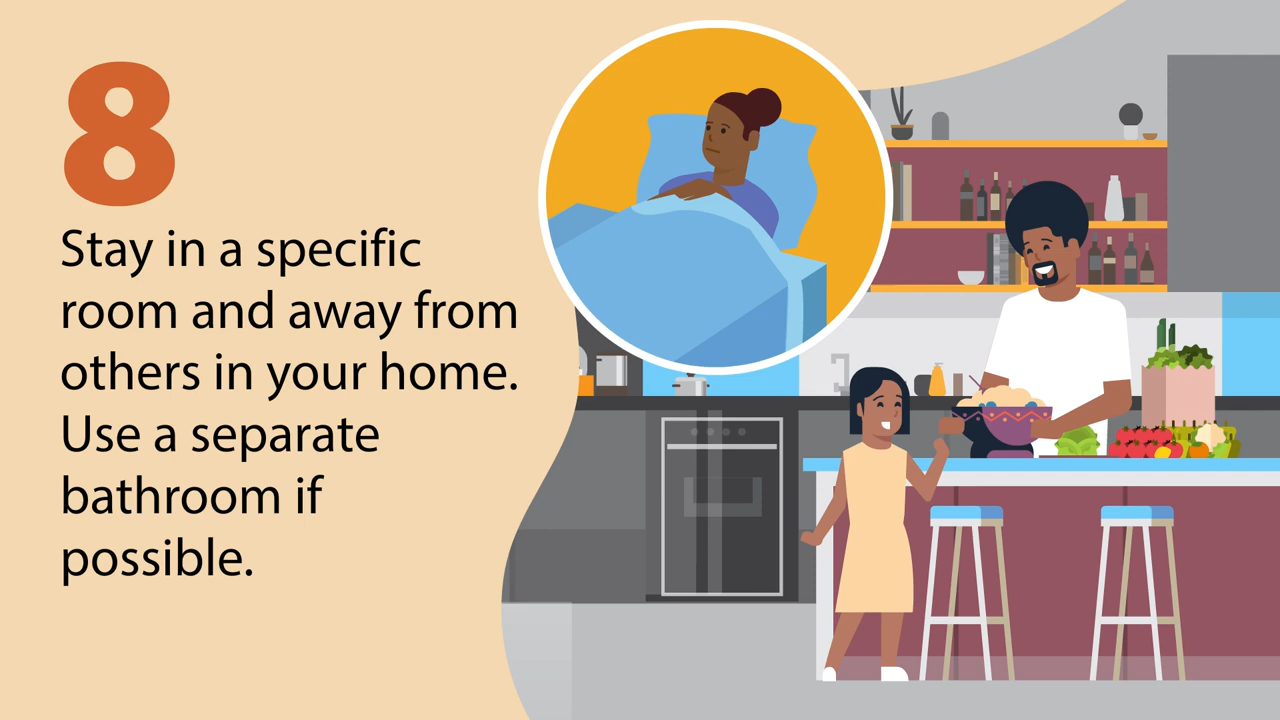 8
Stay in a specific
room and away from
others in your home.
Use a separate
bathroom if
possible.